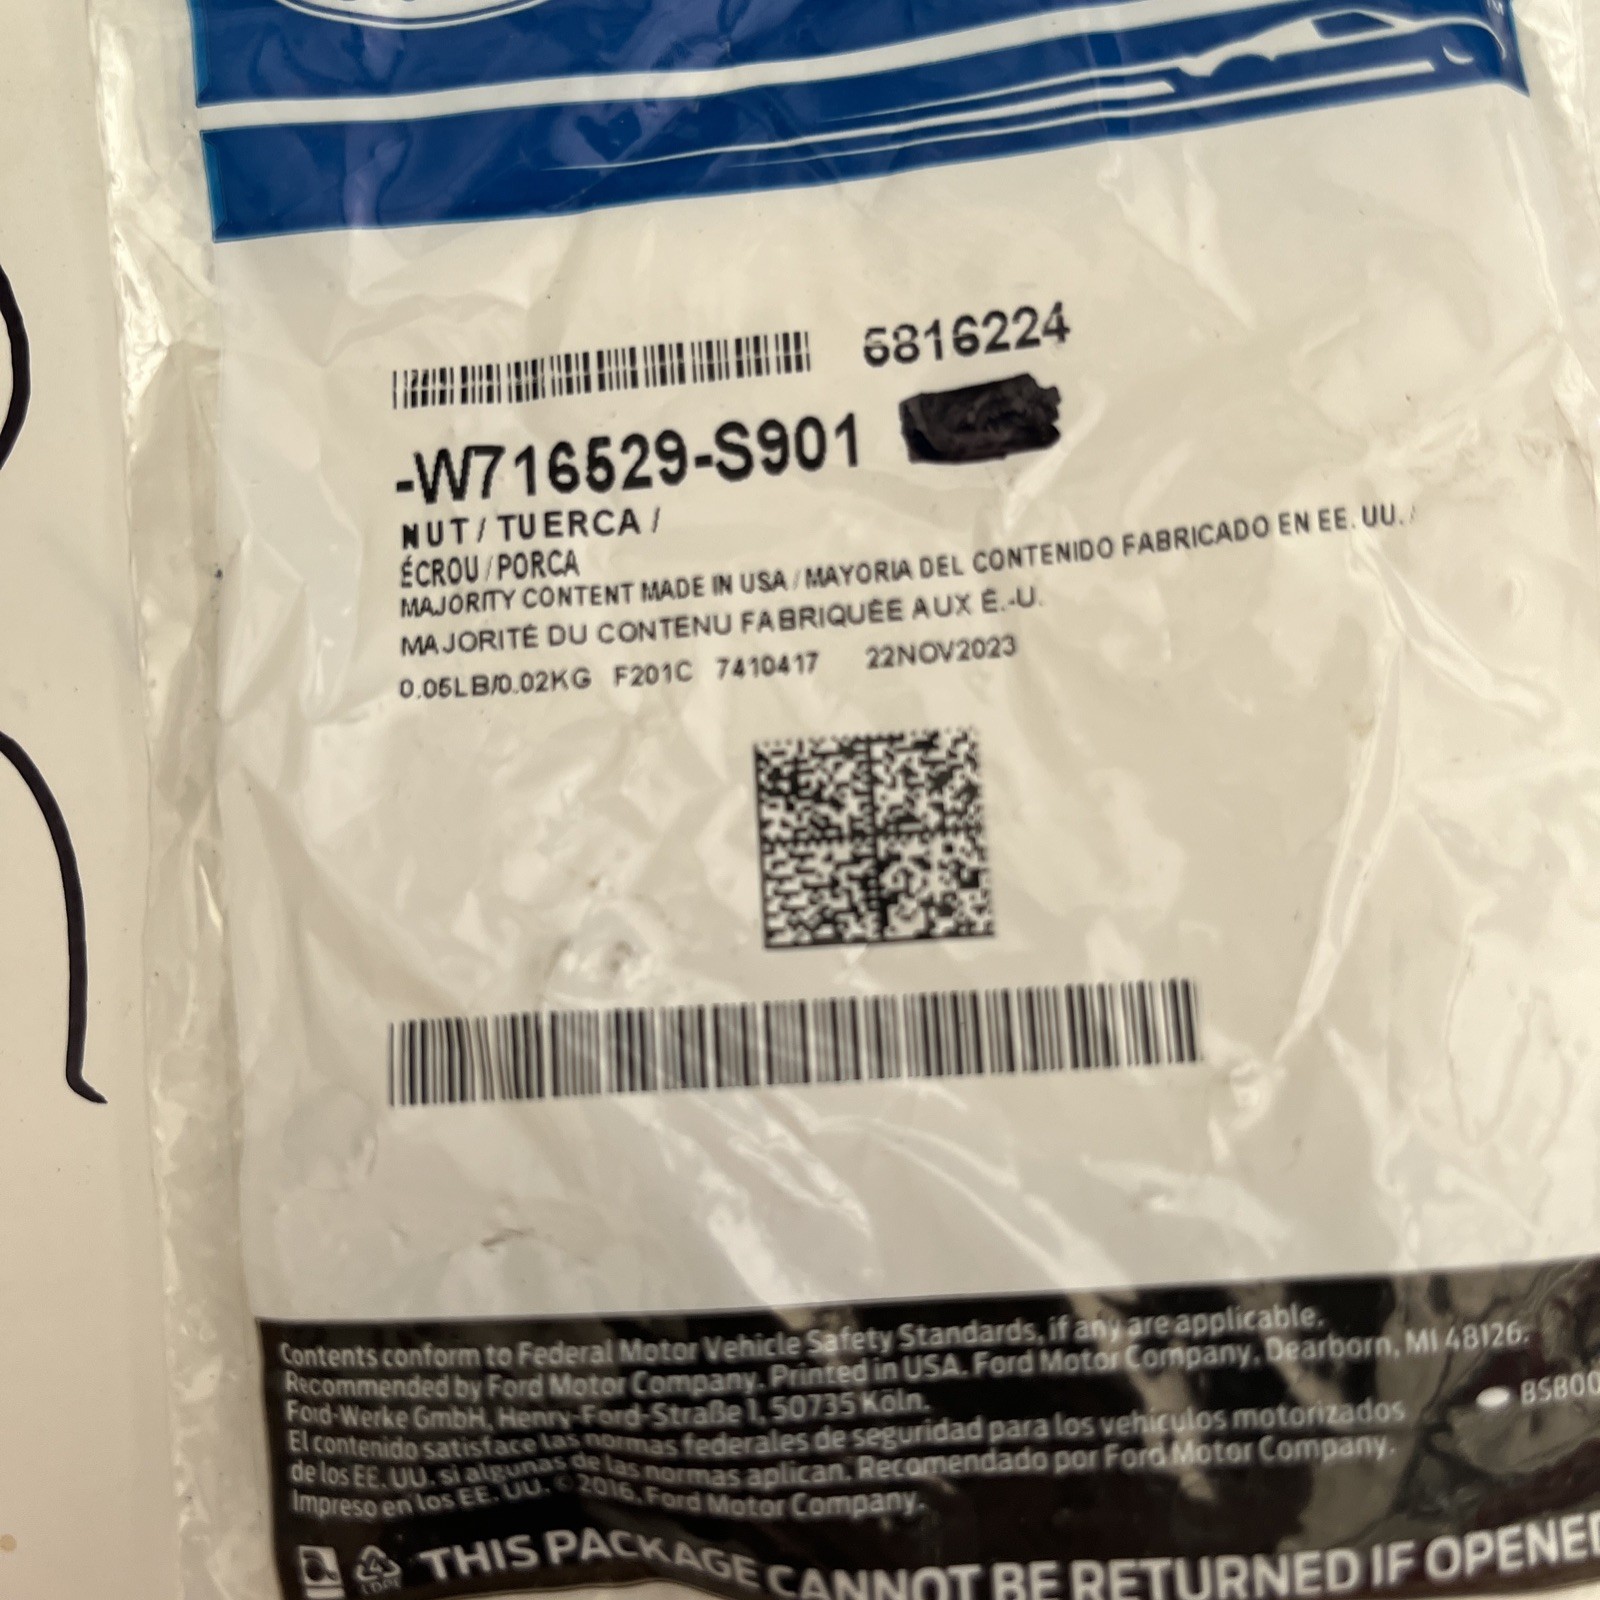 6816224
-W716529-S901
NUT / TUERCA /
ÉCROU / PORCA
MAJORITY CONTENT MADE IN USA / MAYORIA DEL CONTENIDO FABRICADO EN EE. UU. /
MAJORITÉ DU CONTENU FABRIQUÉE AUX É.-U.
0.05LB/0.02KG F201C 7410417 22NOV2023
Contents conform to Federal Motor Vehicle Safety Standards, if any are applicable.
Recommended by Ford Motor Company. Printed in USA. Ford Motor Company, Dearborn, MI 48126.
Ford-Werke GmbH, Henry-Ford-Straße 1, 50735 Köln.
El contenido satisface las normas federales de seguridad para los vehículos motorizados
de los EE. UU. si algunas de las normas aplican. Recomendado por Ford Motor Company.
Impreso en los EE. UU. © 2016, Ford Motor Company.
THIS PACKAGE CANNOT BE RETURNED IF OPENED